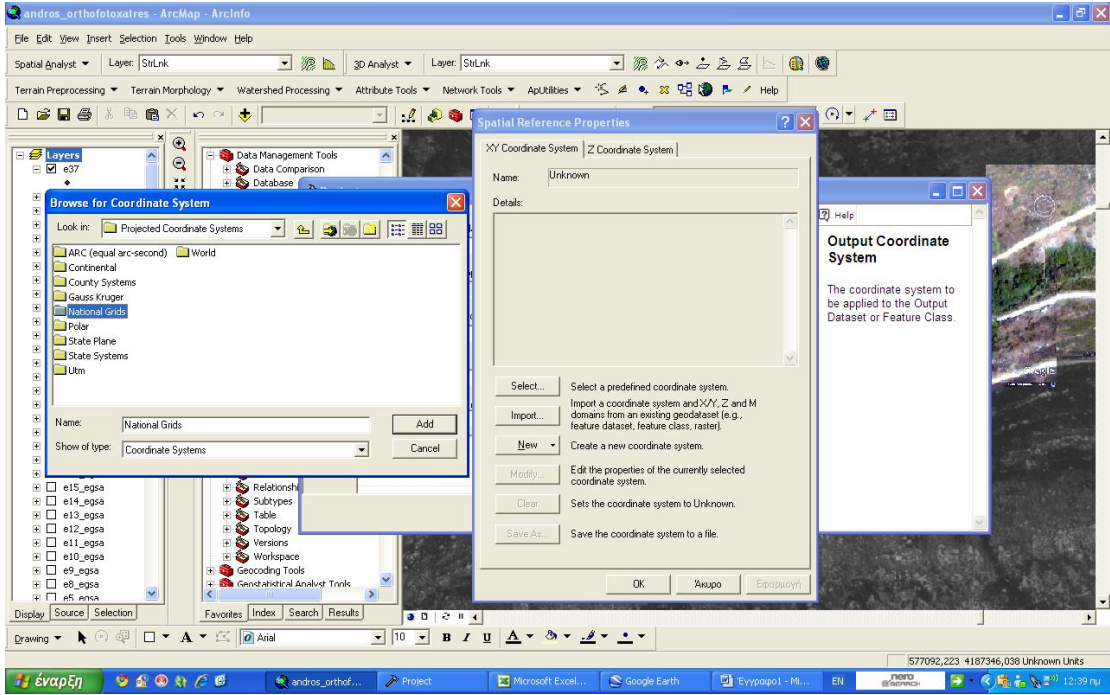 andros_orthofotoxatres - ArcMap - ArcInfo
File Edit View Insert Selection Tools Window Help
Spatial Analyst Layer: StrLnk 3D Analyst Layer: StrLnk
Terrain Preprocessing Terrain Morphology Watershed Processing Attribute Tools Network Tools ApUtilities Help
Layers
e37
Data Management Tools
Data Comparison
Database
Browse for Coordinate System
Look in: Projected Coordinate Systems
ARC (equal arc-second) World
Continental
County Systems
Gauss Kruger
National Grids
Polar
State Plane
State Systems
Utm
Name: National Grids Add
Show of type: Coordinate Systems Cancel
e15_egsa
e14_egsa
e13_egsa
e12_egsa
e11_egsa
e10_egsa
e9_egsa
e8_egsa
e5_egsa
Relationshi
Subtypes
Table
Topology
Versions
Workspace
Geocoding Tools
Geostatistical Analyst Tools
Display Source Selection
Favorites Index Search Results
Spatial Reference Properties
XY Coordinate System Z Coordinate System
Name: Unknown
Details:
Select... Select a predefined coordinate system.
Import... Import a coordinate system and X/Y, Z and M
domains from an existing geodataset (e.g.,
feature dataset, feature class, raster).
New Create a new coordinate system.
Modify... Edit the properties of the currently selected
coordinate system.
Clear Sets the coordinate system to Unknown.
Save As... Save the coordinate system to a file.
OK Άκυρο Εφαρμογή
Help
Output Coordinate
System
The coordinate system to
be applied to the Output
Dataset or Feature Class.
Google
Drawing A Arial 10 B I U A
577092,223 4187346,038 Unknown Units
έναρξη andros_orthof... Project Microsoft Excel... Google Earth Έγγραφο1 - Mi... EN nero SEARCH 12:39 πμ